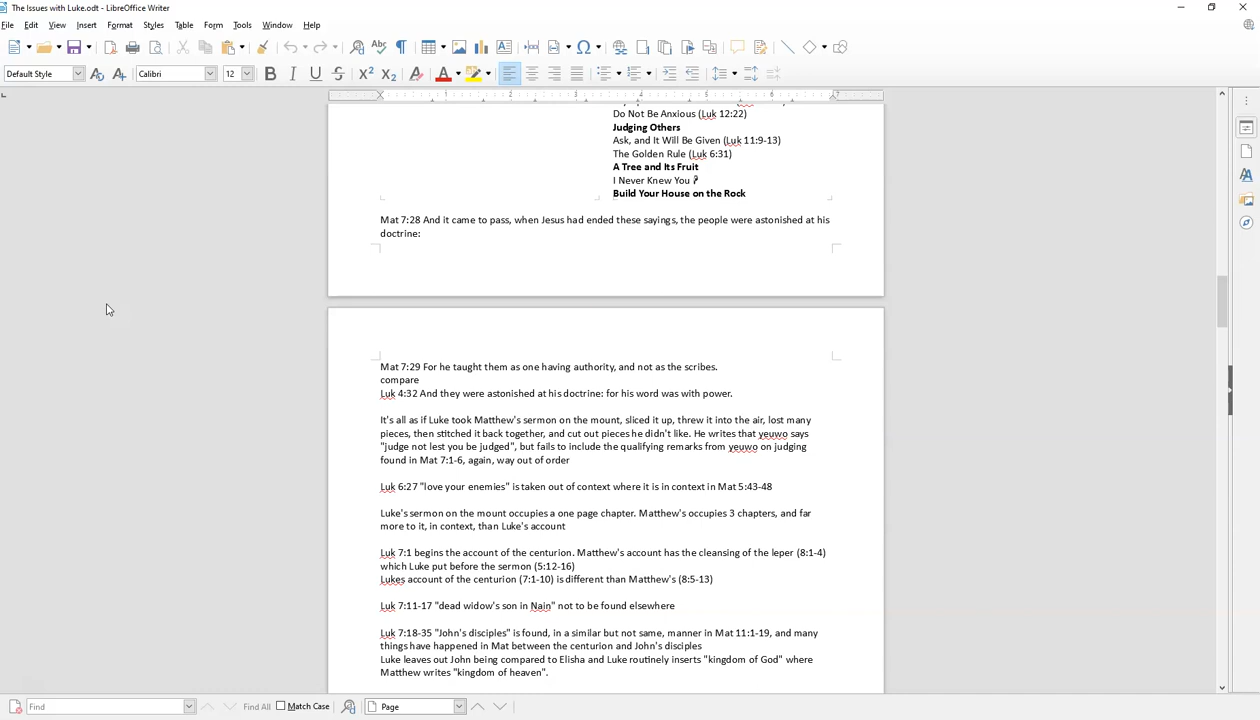 The Issues with Luke.odt - LibreOffice Writer
File Edit View Insert Format Styles Table Form Tools Window Help
Default Style Calibri 12
Do Not Be Anxious (Luk 12:22)
Judging Others
Ask, and It Will Be Given (Luk 11:9-13)
The Golden Rule (Luk 6:31)
A Tree and Its Fruit
I Never Knew You ?
Build Your House on the Rock
Mat 7:28 And it came to pass, when Jesus had ended these sayings, the people were astonished at his
doctrine:
Mat 7:29 For he taught them as one having authority, and not as the scribes.
compare
Luk 4:32 And they were astonished at his doctrine: for his word was with power.
It's all as if Luke took Matthew's sermon on the mount, sliced it up, threw it into the air, lost many
pieces, then stitched it back together, and cut out pieces he didn't like. He writes that yeuwo says
"judge not lest you be judged", but fails to include the qualifying remarks from yeuwo on judging
found in Mat 7:1-6, again, way out of order
Luk 6:27 "love your enemies" is taken out of context where it is in context in Mat 5:43-48
Luke's sermon on the mount occupies a one page chapter. Matthew's occupies 3 chapters, and far
more to it, in context, than Luke's account
Luk 7:1 begins the account of the centurion. Matthew's account has the cleansing of the leper (8:1-4)
which Luke put before the sermon (5:12-16)
Lukes account of the centurion (7:1-10) is different than Matthew's (8:5-13)
Luk 7:11-17 "dead widow's son in Nain" not to be found elsewhere
Luk 7:18-35 "John's disciples" is found, in a similar but not same, manner in Mat 11:1-19, and many
things have happened in Mat between the centurion and John's disciples
Luke leaves out John being compared to Elisha and Luke routinely inserts "kingdom of God" where
Matthew writes "kingdom of heaven".
Find Find All Match Case Page